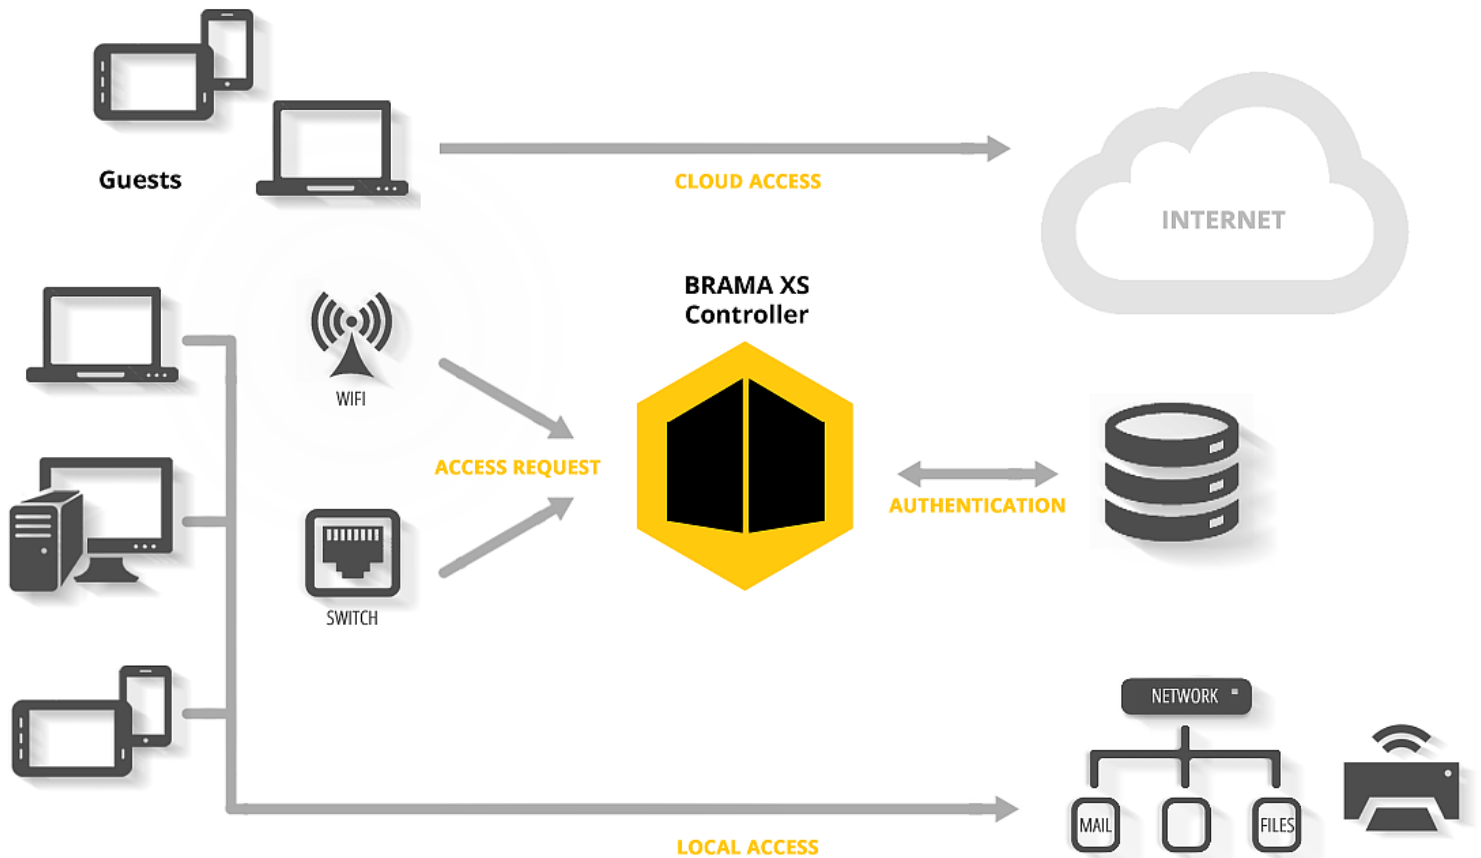 Guests
CLOUD ACCESS
INTERNET
BRAMA XS
Controller
WIFI
ACCESS REQUEST
AUTHENTICATION
SWITCH
NETWORK
MAIL
FILES
LOCAL ACCESS